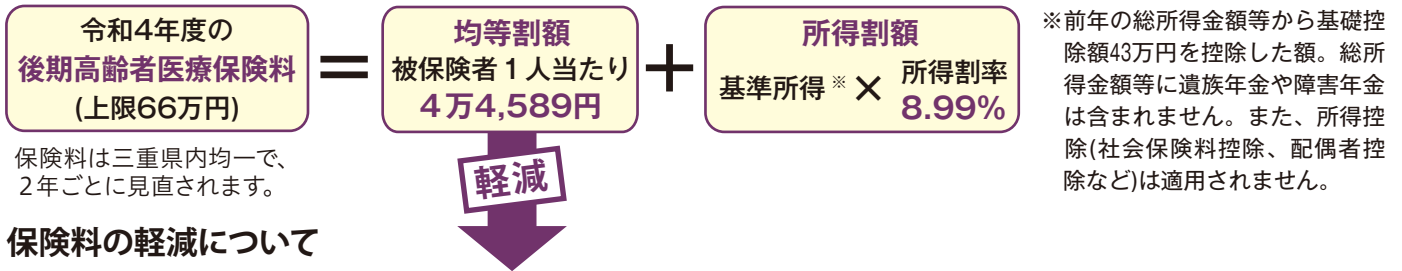 令和4年度の
後期高齢者医療保険料
(上限66万円)
＝
均等割額
被保険者１人当たり
４万4,589円
＋
所得割額
基準所得※×所得割率
8.99%
※前年の総所得金額等から基礎控
除額43万円を控除した額。総所
得金額等に遺族年金や障害年金
は含まれません。また、所得控
除(社会保険料控除、配偶者控
除など)は適用されません。
保険料は三重県内均一で、
２年ごとに見直されます。
軽減
保険料の軽減について